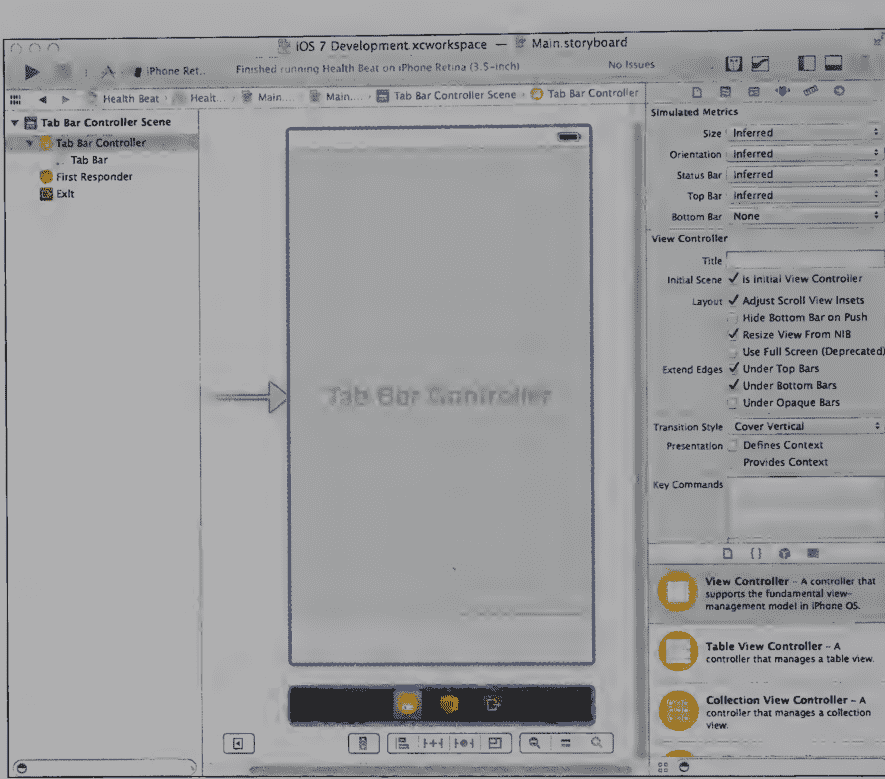 iOS 7 Development.xcworkspace — Main.storyboard
iPhone Ret..
Finished running Health Beat on iPhone Retina (3.5-inch)
No Issues
Health Beat
Healt...
Main....
Main....
Tab Bar Controller Scene
Tab Bar Controller
Tab Bar Controller Scene
Tab Bar Controller
Tab Bar
First Responder
Exit
Tab Bar Controller
Simulated Metrics
Size Inferred
Orientation Inferred
Status Bar Inferred
Top Bar Inferred
Bottom Bar None
View Controller
Title
Initial Scene Is Initial View Controller
Layout Adjust Scroll View Insets
Hide Bottom Bar on Push
Resize View From NIB
Use Full Screen (Deprecated)
Extend Edges Under Top Bars
Under Bottom Bars
Under Opaque Bars
Transition Style Cover Vertical
Presentation Defines Context
Provides Context
Key Commands
{ }
View Controller – A controller that
supports the fundamental view-
management model in iPhone OS.
Table View Controller – A
controller that manages a table view.
Collection View Controller – A
controller that manages a collection
view.